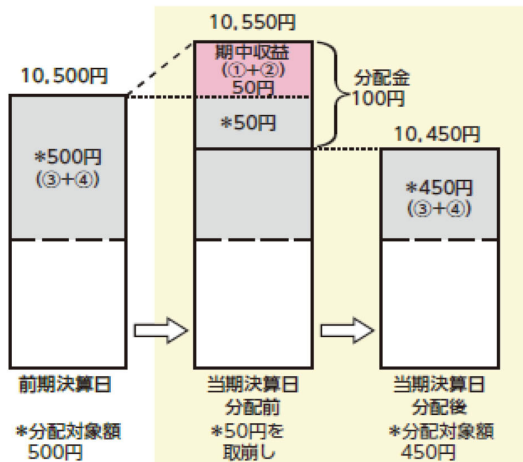 10,550円
10,500円
期中収益
(①+②)
50円
分配金
100円
*50円
10,450円
*500円
(③+④)
*450円
(③+④)
前期決算日
当期決算日
分配前
当期決算日
分配後
*分配対象額
500円
*50円を
取崩し
*分配対象額
450円